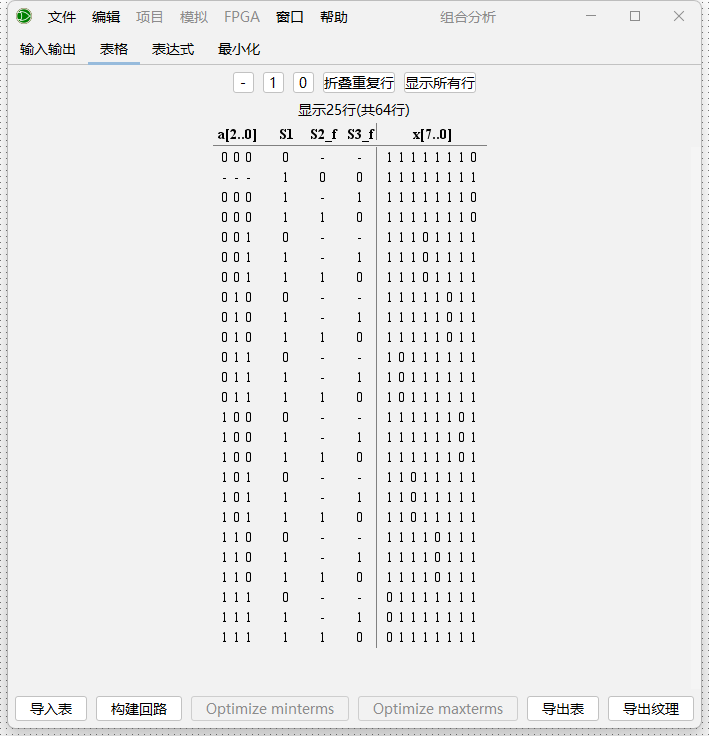 文件 编辑 项目 模拟 FPGA 窗口 帮助 组合分析
输入输出 表格 表达式 最小化
- 1 0 折叠重复行 显示所有行
显示25行(共64行)
a[2..0] S1 S2_f S3_f x[7..0]
0 0 0 0 - - 1 1 1 1 1 1 1 0
- - - 1 0 0 1 1 1 1 1 1 1 1
0 0 0 1 - 1 1 1 1 1 1 1 1 0
0 0 0 1 1 0 1 1 1 1 1 1 1 0
0 0 1 0 - - 1 1 1 0 1 1 1 1
0 0 1 1 - 1 1 1 1 0 1 1 1 1
0 0 1 1 1 0 1 1 1 0 1 1 1 1
0 1 0 0 - - 1 1 1 1 1 0 1 1
0 1 0 1 - 1 1 1 1 1 1 0 1 1
0 1 0 1 1 0 1 1 1 1 1 0 1 1
0 1 1 0 - - 1 0 1 1 1 1 1 1
0 1 1 1 - 1 1 0 1 1 1 1 1 1
0 1 1 1 1 0 1 0 1 1 1 1 1 1
1 0 0 0 - - 1 1 1 1 1 1 0 1
1 0 0 1 - 1 1 1 1 1 1 1 0 1
1 0 0 1 1 0 1 1 1 1 1 1 0 1
1 0 1 0 - - 1 1 0 1 1 1 1 1
1 0 1 1 - 1 1 1 0 1 1 1 1 1
1 0 1 1 1 0 1 1 0 1 1 1 1 1
1 1 0 0 - - 1 1 1 1 0 1 1 1
1 1 0 1 - 1 1 1 1 1 0 1 1 1
1 1 0 1 1 0 1 1 1 1 0 1 1 1
1 1 1 0 - - 0 1 1 1 1 1 1 1
1 1 1 1 - 1 0 1 1 1 1 1 1 1
1 1 1 1 1 0 0 1 1 1 1 1 1 1
导入表 构建回路 Optimize minterms Optimize maxterms 导出表 导出纹理